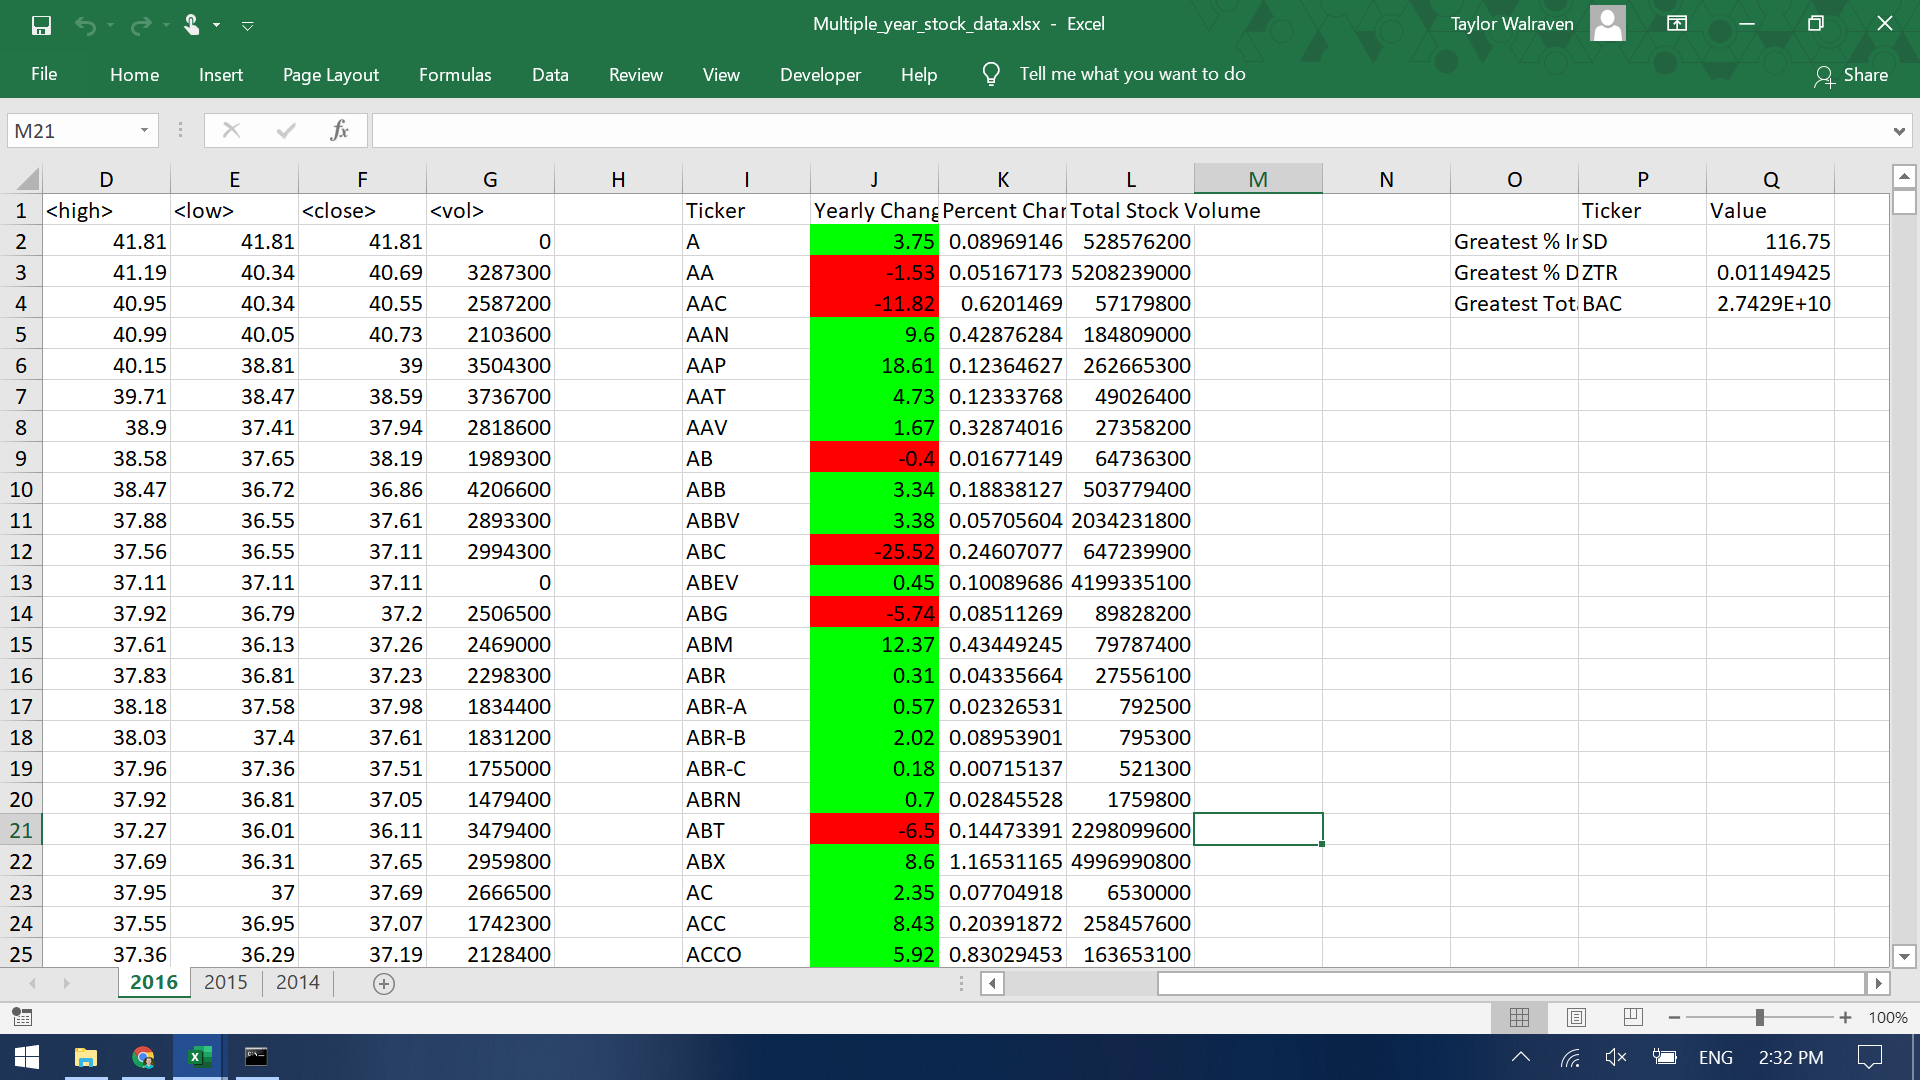 Multiple_year_stock_data.xlsx - Excel
Taylor Walraven
File Home Insert Page Layout Formulas Data Review View Developer Help Tell me what you want to do Share
M21 fx
D E F G H I J K L M N O P Q
1 <high> <low> <close> <vol> Ticker Yearly Chang Percent Char Total Stock Volume Ticker Value
2 41.81 41.81 41.81 0 A 3.75 0.08969146 528576200 Greatest % Ir SD 116.75
3 41.19 40.34 40.69 3287300 AA -1.53 0.05167173 5208239000 Greatest % D ZTR 0.01149425
4 40.95 40.34 40.55 2587200 AAC -11.82 0.6201469 57179800 Greatest Tota BAC 2.7429E+10
5 40.99 40.05 40.73 2103600 AAN 9.6 0.42876284 184809000
6 40.15 38.81 39 3504300 AAP 18.61 0.12364627 262665300
7 39.71 38.47 38.59 3736700 AAT 4.73 0.12333768 49026400
8 38.9 37.41 37.94 2818600 AAV 1.67 0.32874016 27358200
9 38.58 37.65 38.19 1989300 AB -0.4 0.01677149 64736300
10 38.47 36.72 36.86 4206600 ABB 3.34 0.18838127 503779400
11 37.88 36.55 37.61 2893300 ABBV 3.38 0.05705604 2034231800
12 37.56 36.55 37.11 2994300 ABC -25.52 0.24607077 647239900
13 37.11 37.11 37.11 0 ABEV 0.45 0.10089686 4199335100
14 37.92 36.79 37.2 2506500 ABG -5.74 0.08511269 89828200
15 37.61 36.13 37.26 2469000 ABM 12.37 0.43449245 79787400
16 37.83 36.81 37.23 2298300 ABR 0.31 0.04335664 27556100
17 38.18 37.58 37.98 1834400 ABR-A 0.57 0.02326531 792500
18 38.03 37.4 37.61 1831200 ABR-B 2.02 0.08953901 795300
19 37.96 37.36 37.51 1755000 ABR-C 0.18 0.00715137 521300
20 37.92 36.81 37.05 1479400 ABRN 0.7 0.02845528 1759800
21 37.27 36.01 36.11 3479400 ABT -6.5 0.14473391 2298099600
22 37.69 36.31 37.65 2959800 ABX 8.6 1.16531165 4996990800
23 37.95 37 37.69 2666500 AC 2.35 0.07704918 6530000
24 37.55 36.95 37.07 1742300 ACC 8.43 0.20391872 258457600
25 37.36 36.29 37.19 2128400 ACCO 5.92 0.83029453 163653100
2016 2015 2014
100%
ENG 2:32 PM